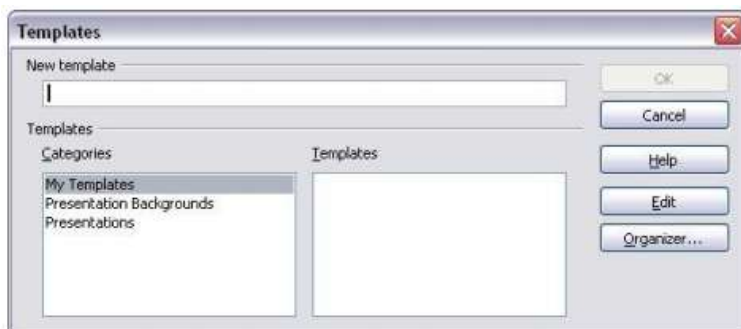 Templates
New template
OK
Cancel
Templates
Categories
Templates
Help
My Templates
Presentation Backgrounds
Presentations
Edit
Organizer...